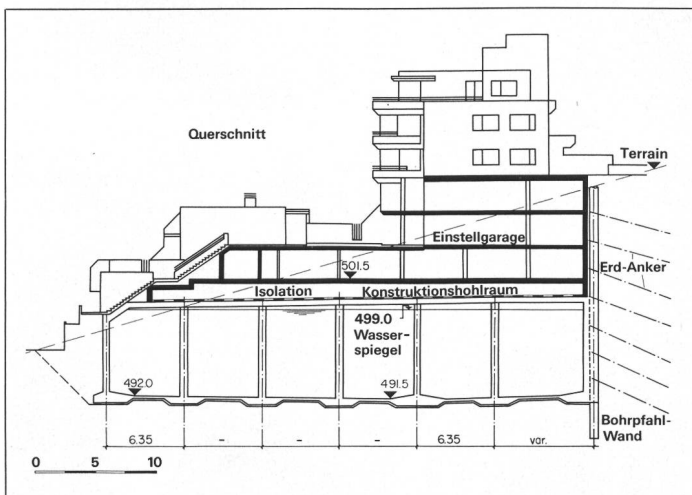 Querschnitt
Terrain
Einstellgarage
501.5
Erd-Anker
Isolation Konstruktionshohlraum
499.0
Wasser-
spiegel
492.0
491.5
Bohrpfahl-
Wand
6.35 – – – 6.35 var.
0 5 10